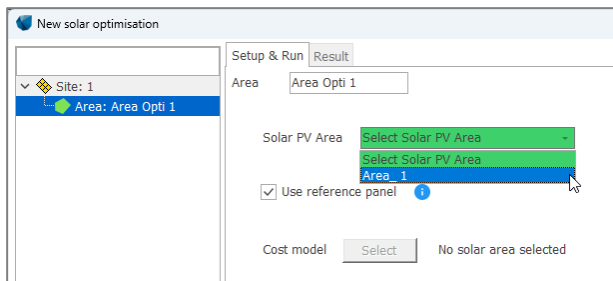 New solar optimisation
Setup & Run Result
Site: 1
Area Area Opti 1
Area: Area Opti 1
Solar PV Area Select Solar PV Area
Select Solar PV Area
Area_ 1
Use reference panel
Cost model Select No solar area selected